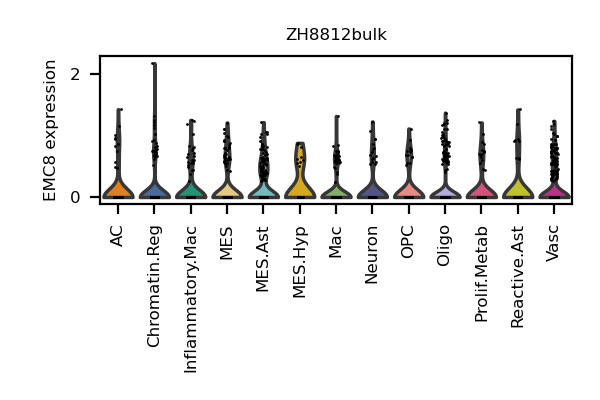 ZH8812bulk
EMC8 expression
2
0
AC
Chromatin.Reg
Inflammatory.Mac
MES
MES.Ast
MES.Hyp
Mac
Neuron
OPC
Oligo
Prolif.Metab
Reactive.Ast
Vasc